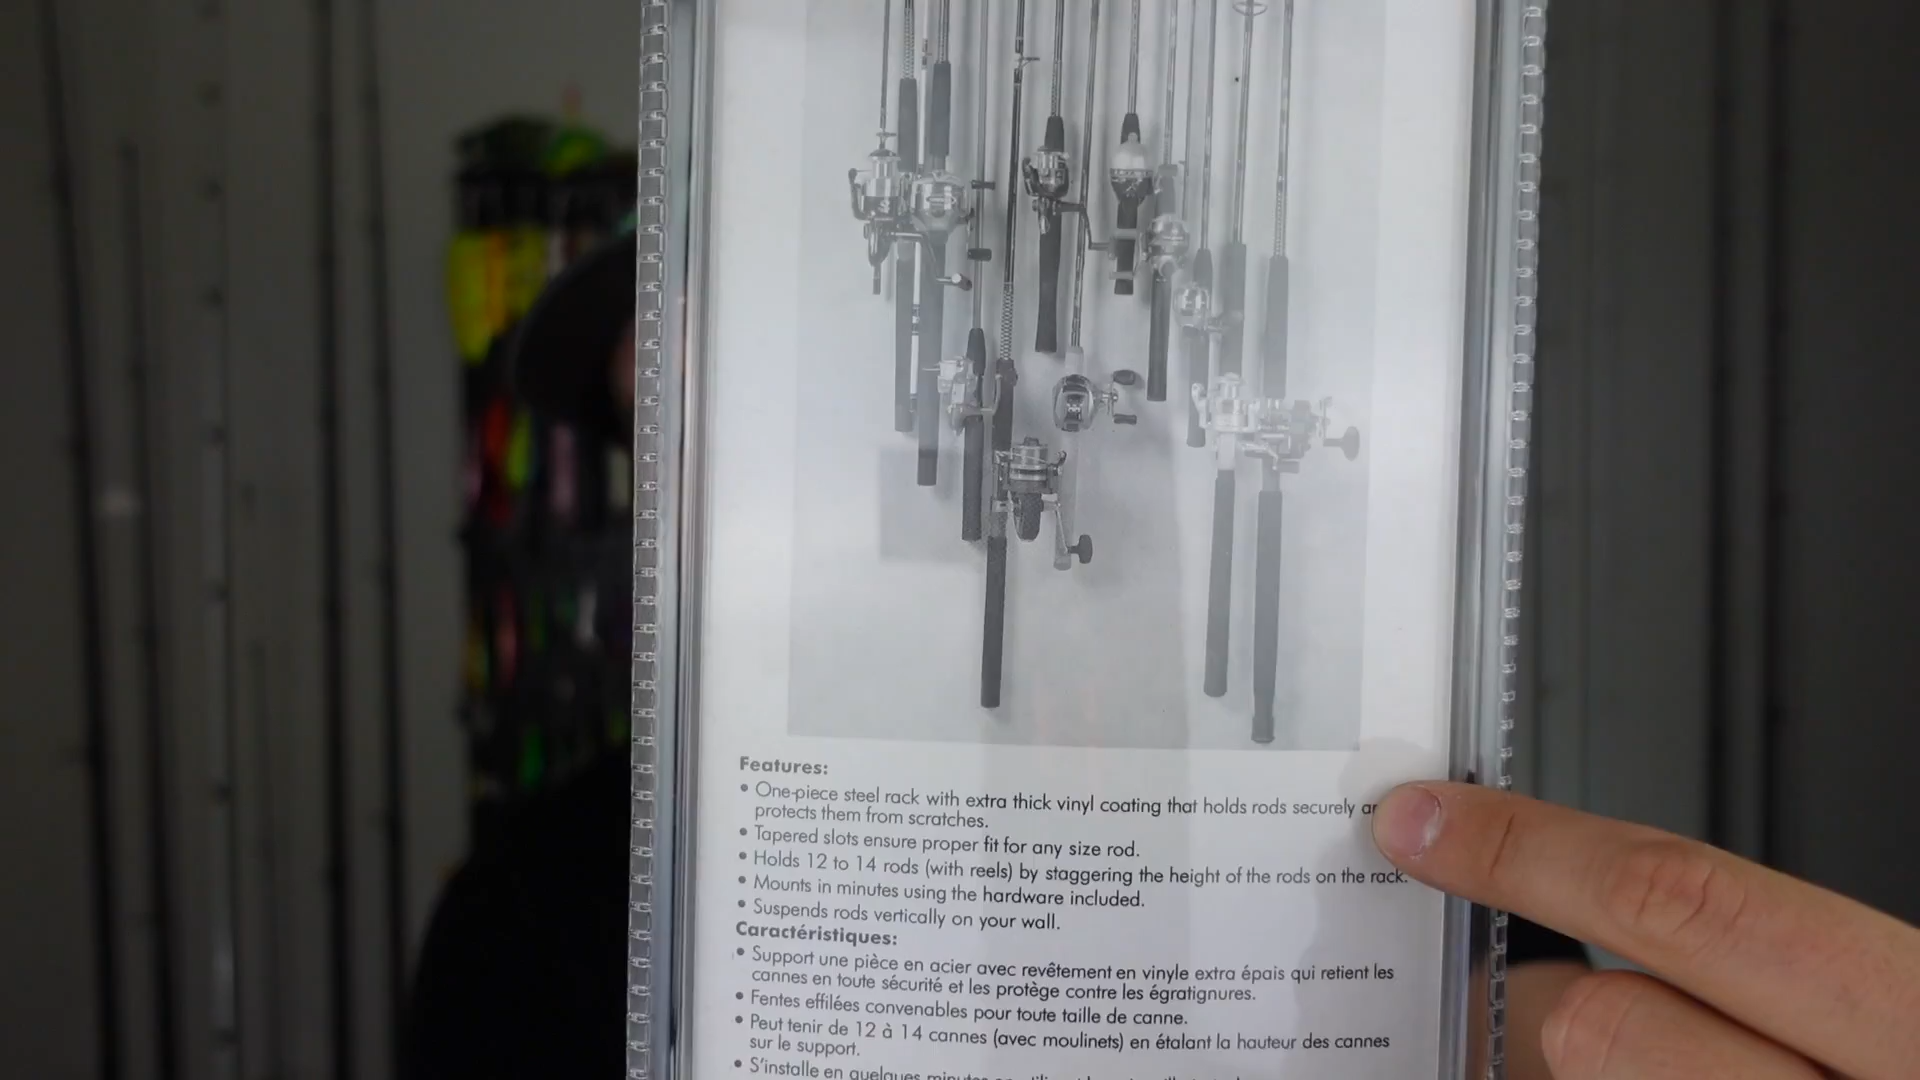 Features:
• One-piece steel rack with extra thick vinyl coating that holds rods securely
protects them from scratches.
• Tapered slots ensure proper fit for any size rod.
• Holds 12 to 14 rods (with reels) by staggering the height of the rods on the rack.
• Mounts in minutes using the hardware included.
• Suspends rods vertically on your wall.
Caractéristiques:
• Support une pièce en acier avec revêtement en vinyle extra épais qui retient les
cannes en toute sécurité et les protège contre les égratignures.
• Fentes effilées convenables pour toute taille de canne.
• Peut tenir de 12 à 14 cannes (avec moulinets) en étalant la hauteur des cannes
sur le support.
• S'installe en quelques minutes